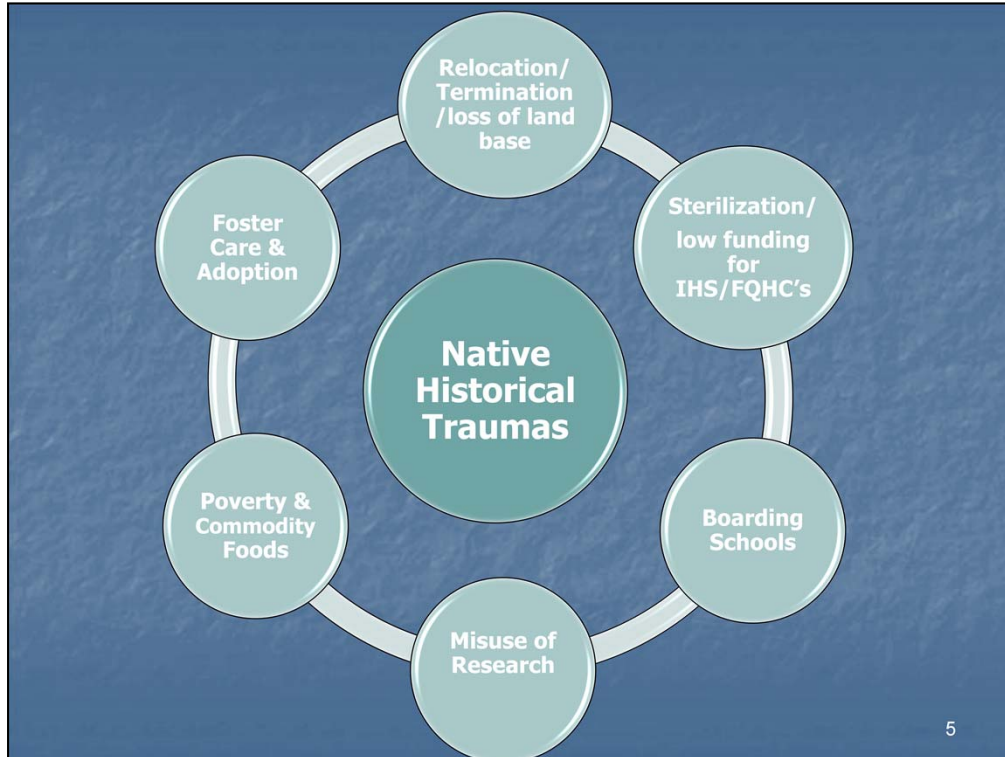 Relocation/
Termination
/loss of land
base
Sterilization/
low funding
for
IHS/FQHC’s
Boarding
Schools
Misuse of
Research
Poverty &
Commodity
Foods
Foster
Care &
Adoption
Native
Historical
Traumas
5